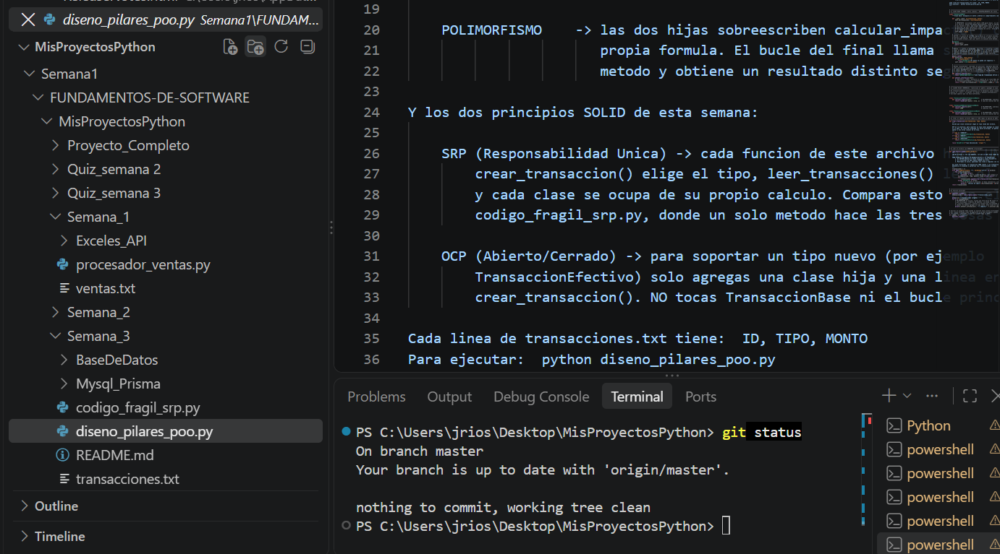 diseno_pilares_poo.py Semana1\FUNDAM...
MisProyectosPython
Semana1
FUNDAMENTOS-DE-SOFTWARE
MisProyectosPython
Proyecto_Completo
Quiz_semana 2
Quiz_semana 3
Semana_1
Exceles_API
procesador_ventas.py
ventas.txt
Semana_2
Semana_3
BaseDeDatos
Mysql_Prisma
codigo_fragil_srp.py
diseno_pilares_poo.py
README.md
transacciones.txt
Outline
Timeline
19
20 POLIMORFISMO -> las dos hijas sobreescriben
21 propia formula. El bucle del final llama
22 metodo y obtiene un resultado distinto
23
24 Y los dos principios SOLID de esta semana:
25
26 SRP (Responsabilidad Unica) -> cada funcion de este archivo
27 crear_transaccion() elige el tipo, leer_transacciones()
28 y cada clase se ocupa de su propio calculo. Compara esto
29 codigo_fragil_srp.py, donde un solo metodo hace las tres cosas
30
31 OCP (Abierto/Cerrado) -> para soportar un tipo nuevo (por ejemplo
32 TransaccionEfectivo) solo agregas una clase hija y una linea en
33 crear_transaccion(). NO tocas TransaccionBase ni el bucle
34
35 Cada linea de transacciones.txt tiene: ID, TIPO, MONTO
36 Para ejecutar: python diseno_pilares_poo.py
Problems Output Debug Console Terminal Ports
PS C:\Users\jrios\Desktop\MisProyectosPython> git status
On branch master
Your branch is up to date with 'origin/master'.
nothing to commit, working tree clean
PS C:\Users\jrios\Desktop\MisProyectosPython>
Python
powershell
powershell
powershell
powershell
powershell